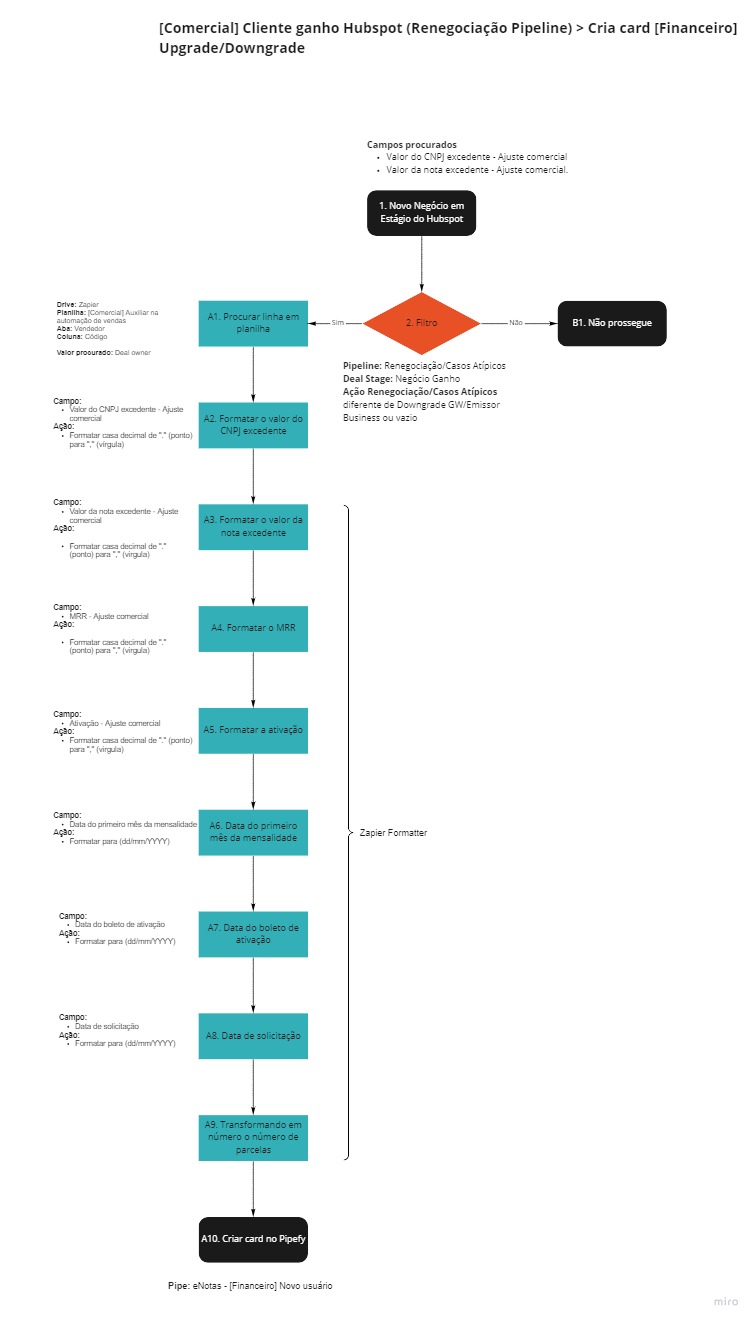 [Comercial] Cliente ganho Hubspot (Renegociação Pipeline) > Cria card [Financeiro]
Upgrade/Downgrade
Campos procurados
• Valor do CNPJ excedente - Ajuste comercial
• Valor da nota excedente - Ajuste comercial.
1. Novo Negócio em
Estágio do Hubspot
Drive: Zapier
Planilha: [Comercial] Auxiliar na
automação de vendas
Aba: Vendedor
Coluna: Código
Valor procurado: Deal owner
A1. Procurar linha em
planilha
Sim
2. Filtro
Não
B1. Não prossegue
Pipeline: Renegociação/Casos Atípicos
Deal Stage: Negócio Ganho
Ação Renegociação/Casos Atípicos
diferente de Downgrade GW/Emissor
Business ou vazio
Campo:
• Valor do CNPJ excedente - Ajuste
comercial
Ação:
• Formatar casa decimal de "." (ponto)
para "," (vírgula)
A2. Formatar o valor do
CNPJ excedente
Campo:
• Valor da nota excedente - Ajuste
comercial
Ação:
• Formatar casa decimal de "."
(ponto) para "," (vírgula)
A3. Formatar o valor da
nota excedente
Campo:
• MRR - Ajuste comercial
Ação:
• Formatar casa decimal de "."
(ponto) para "," (vírgula)
A4. Formatar o MRR
Campo:
• Ativação - Ajuste comercial
Ação:
• Formatar casa decimal de "." (ponto)
para "," (vírgula)
A5. Formatar a ativação
Campo:
• Data do primeiro mês da mensalidade
Ação:
• Formatar para (dd/mm/YYYY)
A6. Data do primeiro
mês da mensalidade
Zapier Formatter
Campo:
• Data do boleto de ativação
Ação:
• Formatar para (dd/mm/YYYY)
A7. Data do boleto de
ativação
Campo:
• Data de solicitação
Ação:
• Formatar para (dd/mm/YYYY)
A8. Data de solicitação
A9. Transformando em
número o número de
parcelas
A10. Criar card no Pipefy
Pipe: eNotas - [Financeiro] Novo usuário
miro